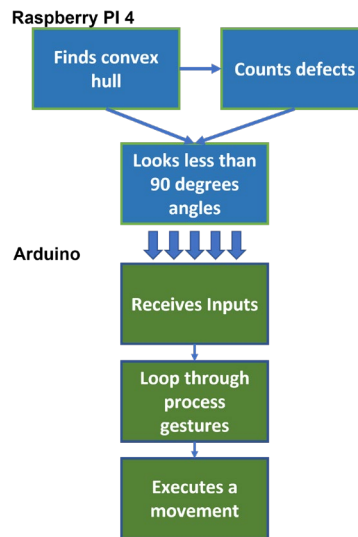 Raspberry PI 4
Finds convex
hull
Counts defects
Looks less than
90 degrees
angles
Arduino
Receives Inputs
Loop through
process
gestures
Executes a
movement